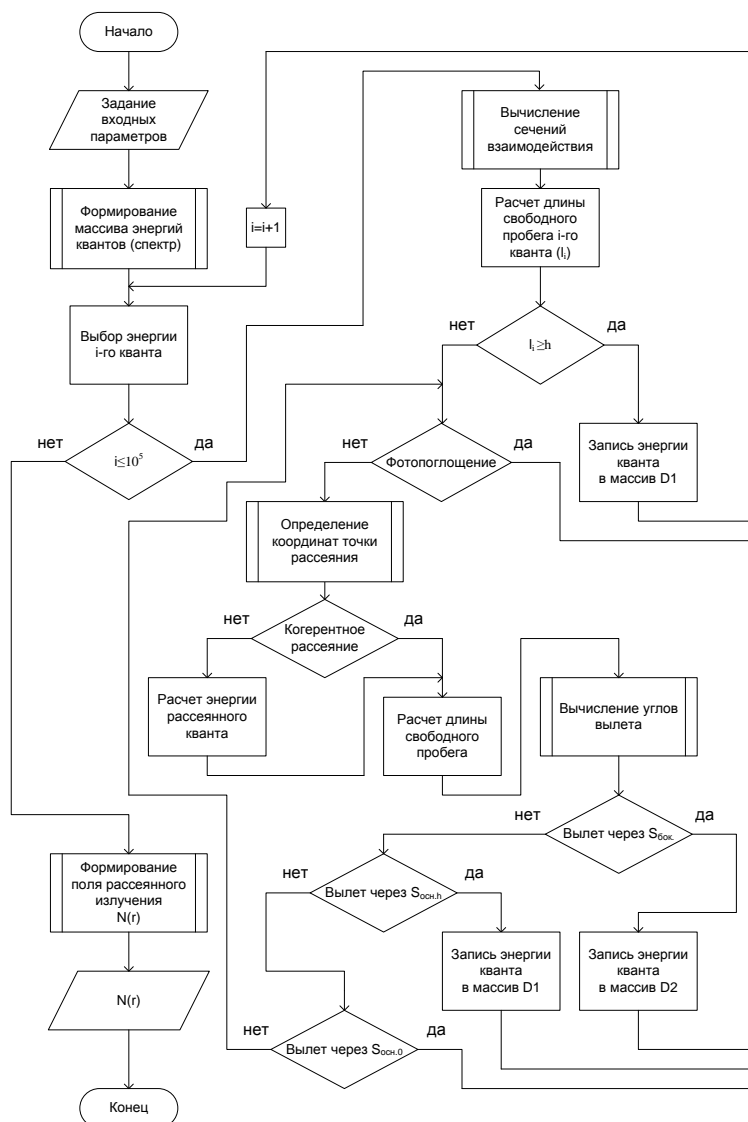 Начало
Задание
входных
параметров
Формирование
массива энергий
квантов (спектр)
i=i+1
Выбор энергии
i-го кванта
нет
да
i≤10⁵
Вычисление
сечений
взаимодействия
Расчет длины
свободного
пробега i-го
кванта (lᵢ)
нет
да
lᵢ ≥h
Запись энергии
кванта
в массив D1
нет
да
Фотопоглощение
Определение
координат точки
рассеяния
нет
да
Когерентное
рассеяние
Расчет энергии
рассеянного
кванта
Расчет длины
свободного
пробега
Вычисление углов
вылета
нет
да
Вылет через Sбок.
нет
да
Вылет через Sосн.h
Запись энергии
кванта
в массив D1
Запись энергии
кванта
в массив D2
нет
да
Вылет через Sосн.0
Формирование
поля рассеянного
излучения
N(r)
N(r)
Конец